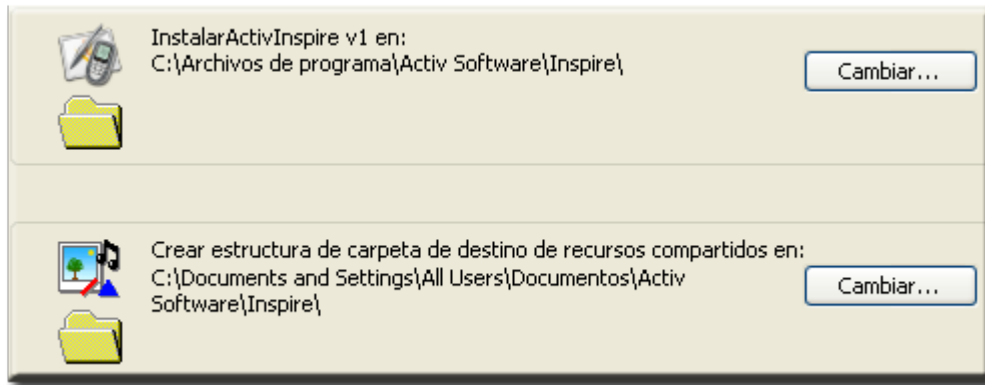 InstalarActivInspire v1 en:
C:\Archivos de programa\Activ Software\Inspire\
Cambiar...
Crear estructura de carpeta de destino de recursos compartidos en:
C:\Documents and Settings\All Users\Documentos\Activ
Software\Inspire\
Cambiar...